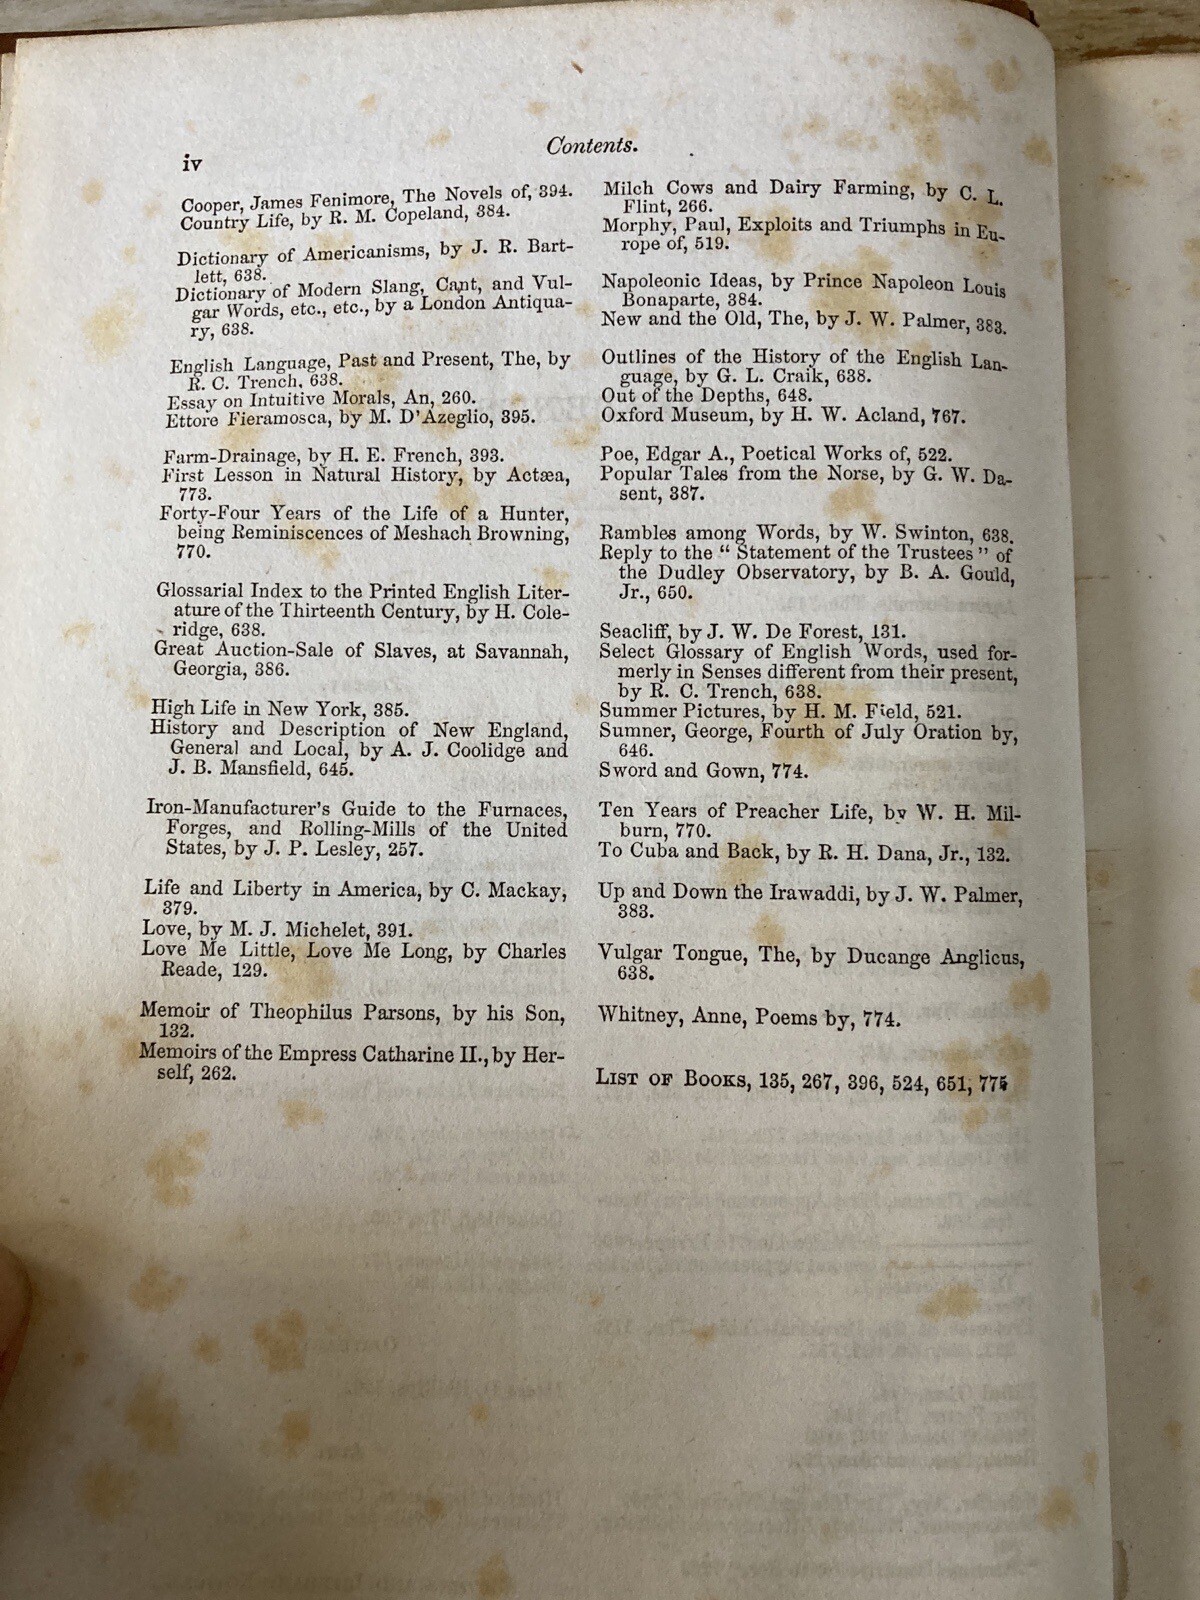 iv
Contents.
Cooper, James Fenimore, The Novels of, 394.
Country Life, by R. M. Copeland, 384.
Dictionary of Americanisms, by J. R. Bart-
lett, 638.
Dictionary of Modern Slang, Cant, and Vul-
gar Words, etc., etc., by a London Antiqua-
ry, 638.
English Language, Past and Present, The, by
R. C. Trench, 638.
Essay on Intuitive Morals, An, 260.
Ettore Fieramosca, by M. D'Azeglio, 395.
Farm-Drainage, by H. E. French, 393.
First Lesson in Natural History, by Actæa,
773.
Forty-Four Years of the Life of a Hunter,
being Reminiscences of Meshach Browning,
770.
Glossarial Index to the Printed English Liter-
ature of the Thirteenth Century, by H. Cole-
ridge, 638.
Great Auction-Sale of Slaves, at Savannah,
Georgia, 386.
High Life in New York, 385.
History and Description of New England,
General and Local, by A. J. Coolidge and
J. B. Mansfield, 645.
Iron-Manufacturer's Guide to the Furnaces,
Forges, and Rolling-Mills of the United
States, by J. P. Lesley, 257.
Life and Liberty in America, by C. Mackay,
379.
Love, by M. J. Michelet, 391.
Love Me Little, Love Me Long, by Charles
Reade, 129.
Memoir of Theophilus Parsons, by his Son,
132.
Memoirs of the Empress Catharine II., by Her-
self, 262.
Milch Cows and Dairy Farming, by C. L.
Flint, 266.
Morphy, Paul, Exploits and Triumphs in Eu-
rope of, 519.
Napoleonic Ideas, by Prince Napoleon Louis
Bonaparte, 384.
New and the Old, The, by J. W. Palmer, 383.
Outlines of the History of the English Lan-
guage, by G. L. Craik, 638.
Out of the Depths, 648.
Oxford Museum, by H. W. Acland, 767.
Poe, Edgar A., Poetical Works of, 522.
Popular Tales from the Norse, by G. W. Da-
sent, 387.
Rambles among Words, by W. Swinton, 638.
Reply to the “ Statement of the Trustees ” of
the Dudley Observatory, by B. A. Gould,
Jr., 650.
Seacliff, by J. W. De Forest, 131.
Select Glossary of English Words, used for-
merly in Senses different from their present,
by R. C. Trench, 638.
Summer Pictures, by H. M. Field, 521.
Sumner, George, Fourth of July Oration by,
646.
Sword and Gown, 774.
Ten Years of Preacher Life, by W. H. Mil-
burn, 770.
To Cuba and Back, by R. H. Dana, Jr., 132.
Up and Down the Irawaddi, by J. W. Palmer,
383.
Vulgar Tongue, The, by Ducange Anglicus,
638.
Whitney, Anne, Poems by, 774.
LIST OF BOOKS, 135, 267, 396, 524, 651, 775